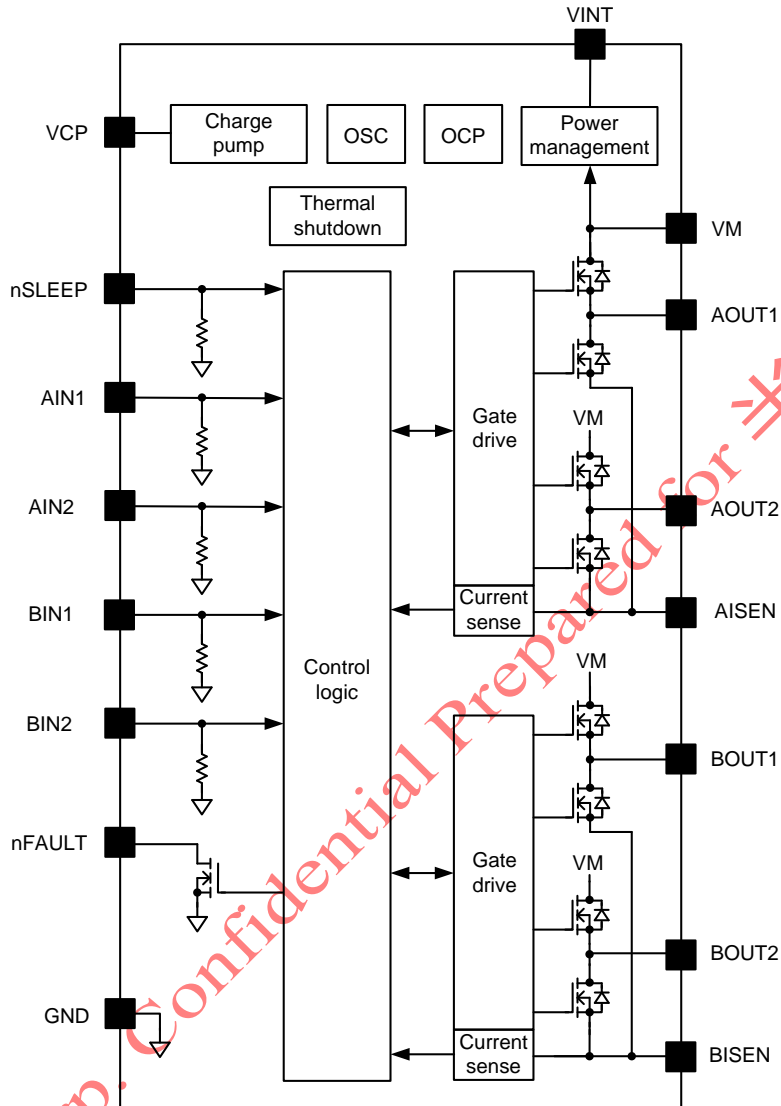 VINT
VCP
Charge
pump
OSC
OCP
Power
management
Thermal
shutdown
VM
nSLEEP
AOUT1
AIN1
Gate
drive
VM
AIN2
AOUT2
Current
sense
AISEN
BIN1
Control
logic
VM
BIN2
BOUT1
nFAULT
Gate
drive
VM
BOUT2
GND
Current
sense
BISEN
p. Confidential Prepared for 当